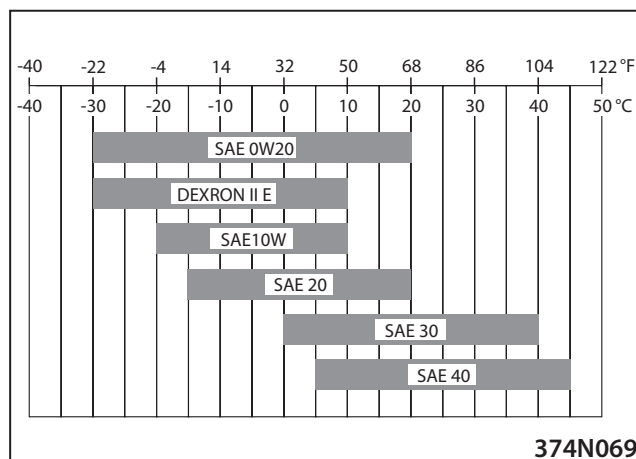 -40 -22 -4 14 32 50 68 86 104 122 °F
-40 -30 -20 -10 0 10 20 30 40 50 °C
SAE 0W20
DEXRON II E
SAE10W
SAE 20
SAE 30
SAE 40
374N069